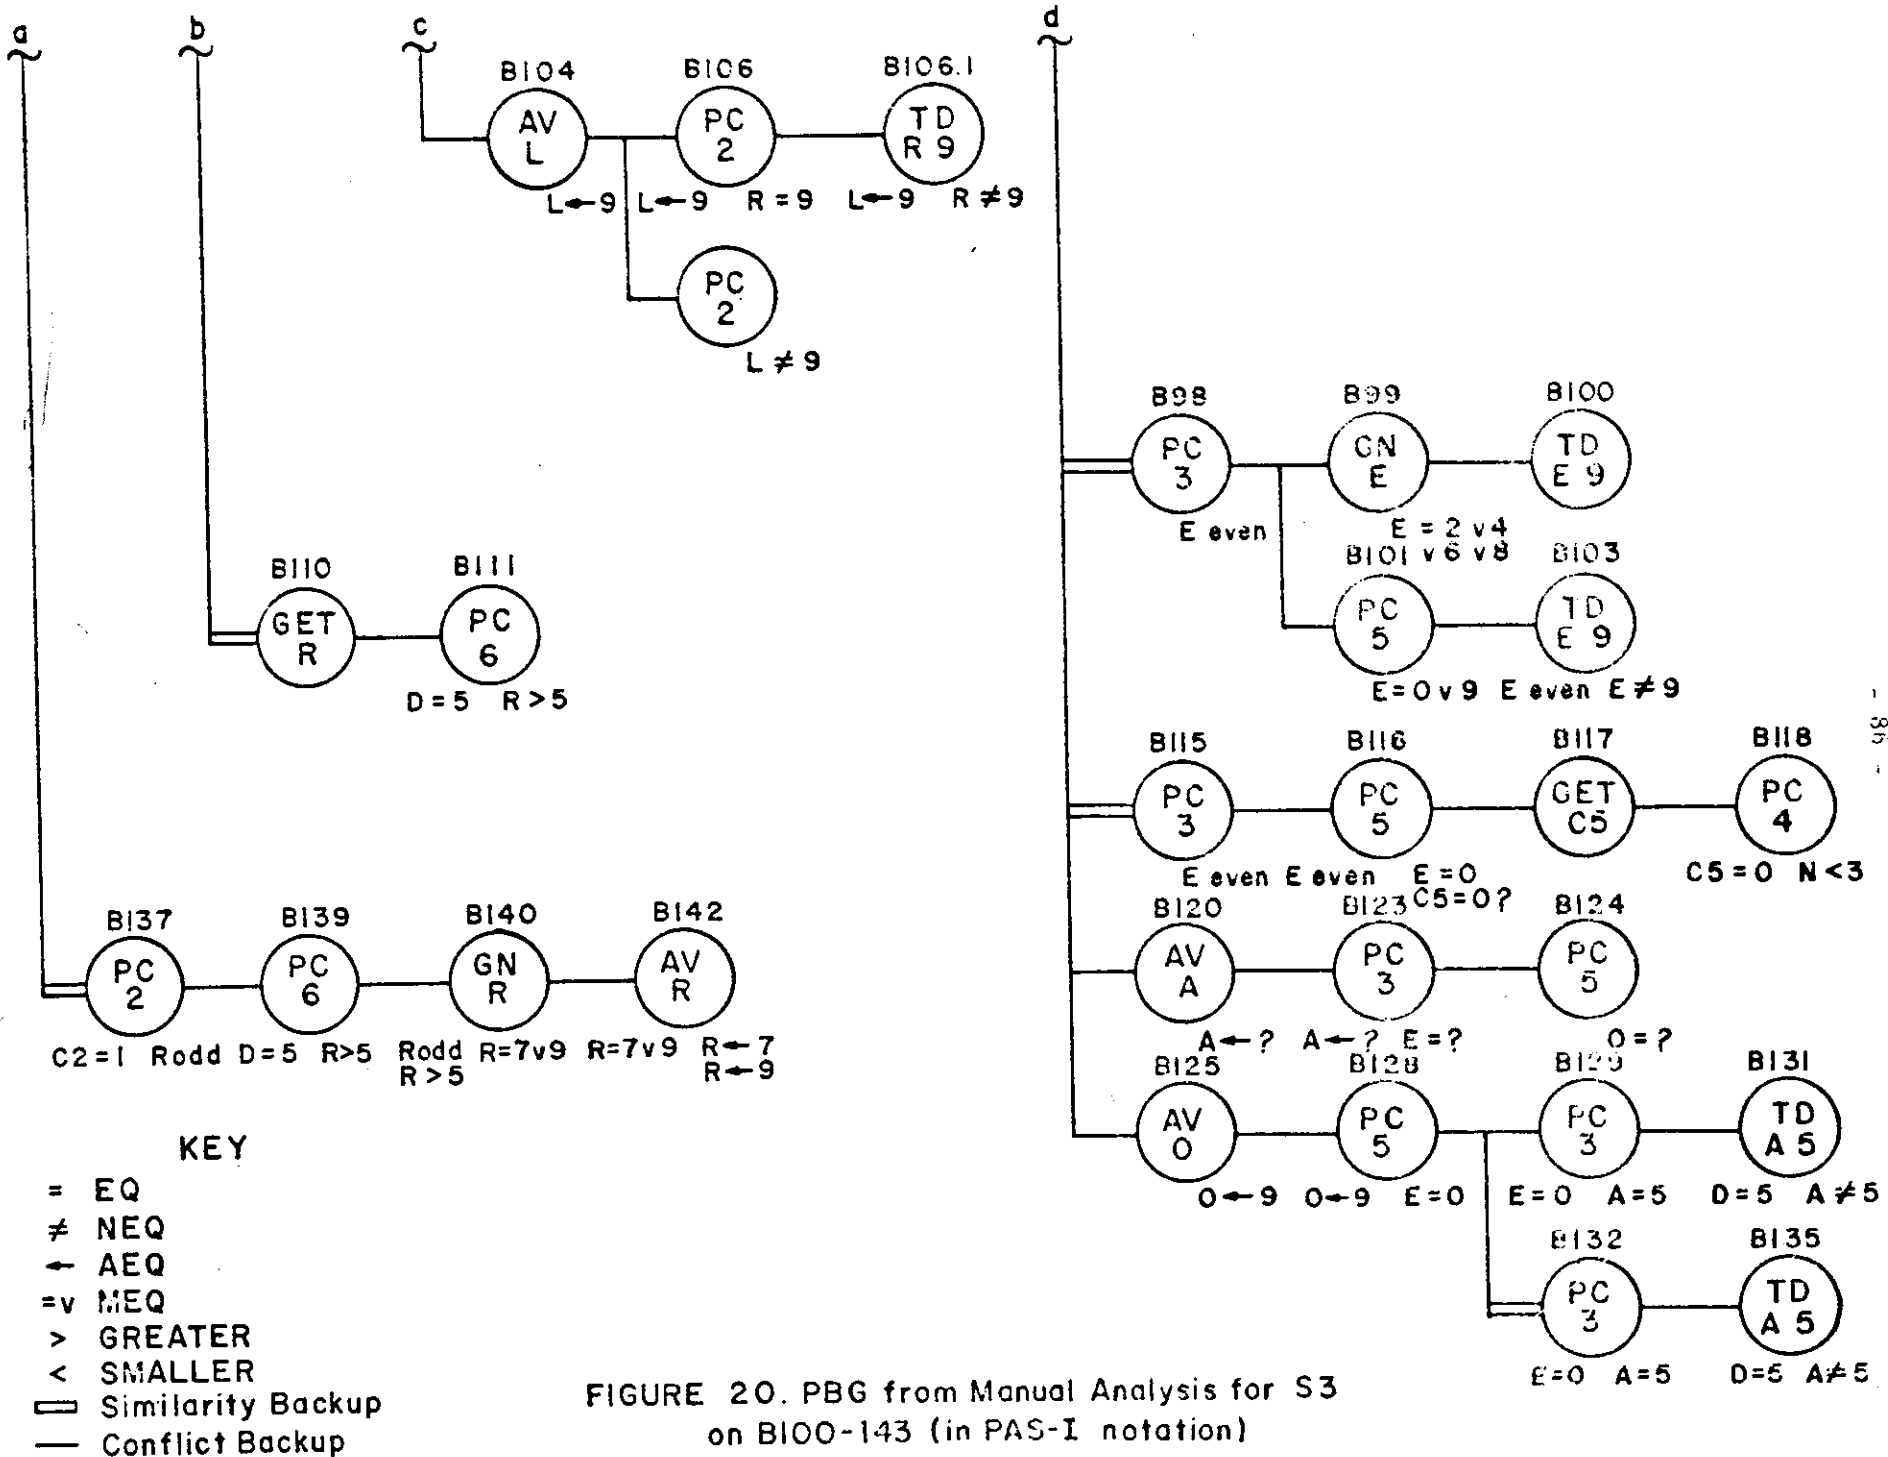 a
b
c
d
B104 B106 B106.1
AV L
PC 2
TD R 9
L←9 L←9 R=9 L←9 R≠9
PC 2
L≠9
B98 B99 B100
PC 3
GN E
TD E 9
E even E=2v4
B101 v6v8 B103
PC 5
TD E 9
E=0v9 E even E≠9
B110 B111
GET R
PC 6
D=5 R>5
B115 B116 B117 B118
PC 3
PC 5
GET C5
PC 4
E even E even E=0 C5=0 N<3
C5=0?
B120 B123 B124
AV A
PC 3
PC 5
A←? A←? E=? O=?
B125 B128 B129 B131
AV O
PC 5
PC 3
TD A 5
O←9 O←9 E=0 E=0 A=5 D=5 A≠5
B132 B135
PC 3
TD A 5
E=0 A=5 D=5 A≠5
B137 B139 B140 B142
PC 2
PC 6
GN R
AV R
C2=1 Rodd D=5 R>5 Rodd R=7v9 R=7v9 R←7
R>5 R←9
KEY
= EQ
≠ NEQ
← AEQ
=v MEQ
> GREATER
< SMALLER
Similarity Backup
Conflict Backup
FIGURE 20. PBG from Manual Analysis for S3
on B100-143 (in PAS-I notation)